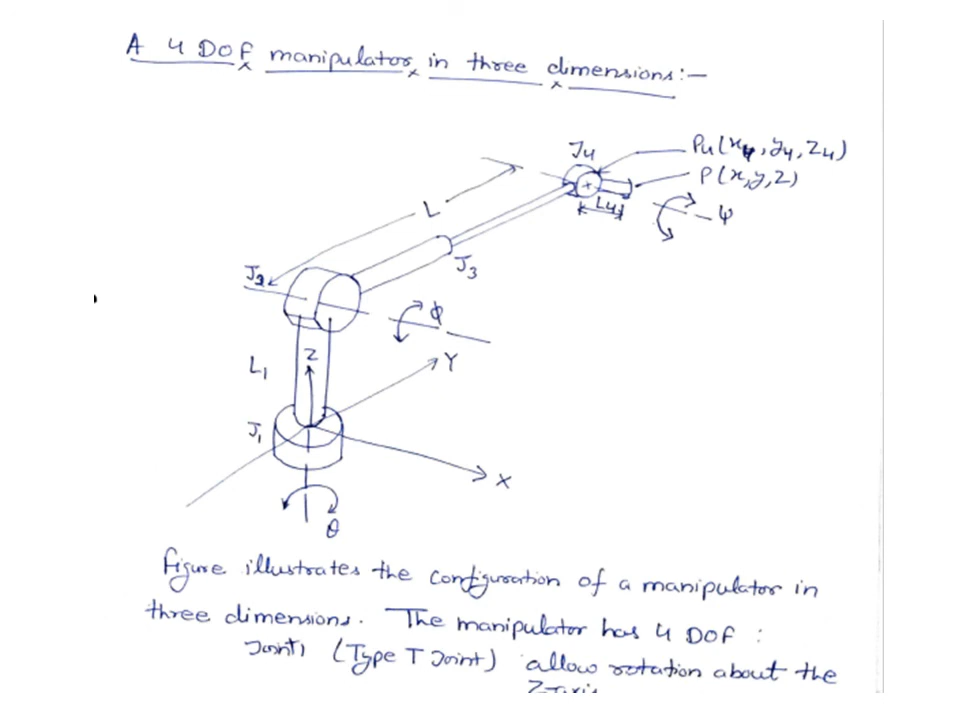 A 4 DOF manipulator in three dimensions:-
J4
P4(x4, y4, z4)
P(x,y,z)
L
L4
ψ
J3
J2
φ
L1
Z
Y
J1
X
θ
Figure illustrates the configuration of a manipulator in
three dimensions. The manipulator has 4 DOF :
Joint1 (Type T Joint) allow rotation about the
Z axis